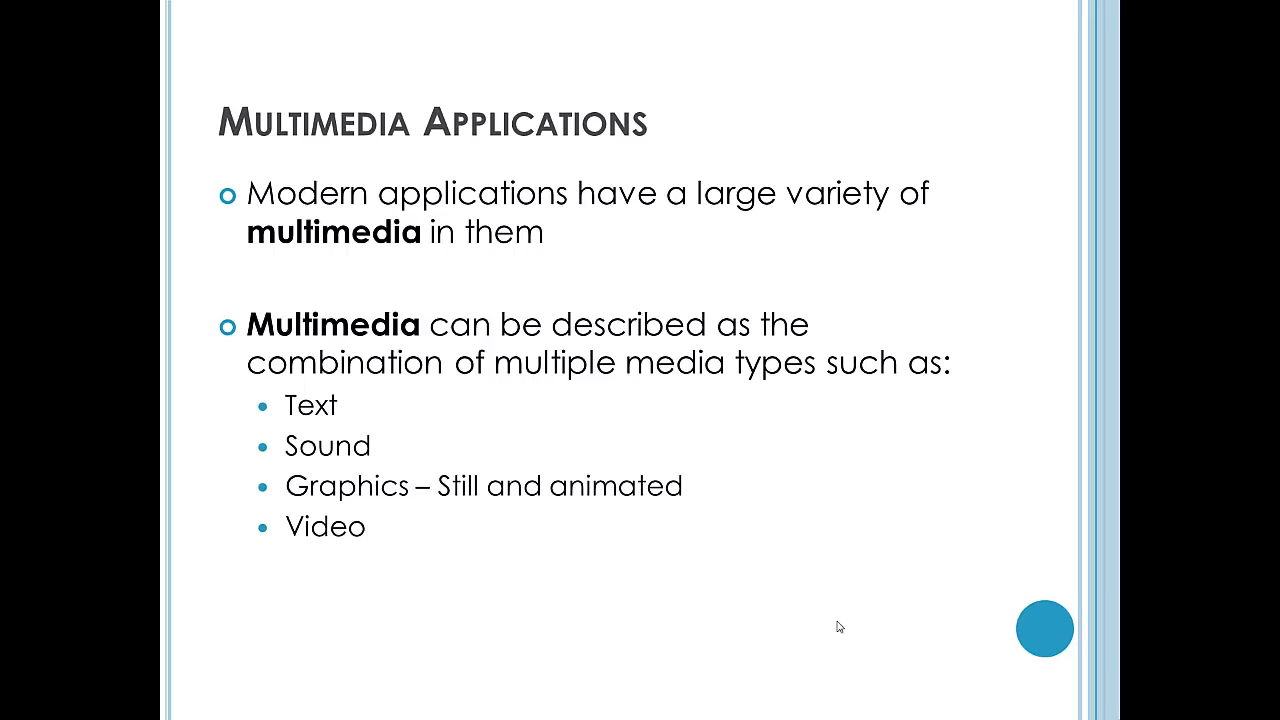 Multimedia Applications
Modern applications have a large variety of
multimedia in them
Multimedia can be described as the
combination of multiple media types such as:
Text
Sound
Graphics – Still and animated
Video